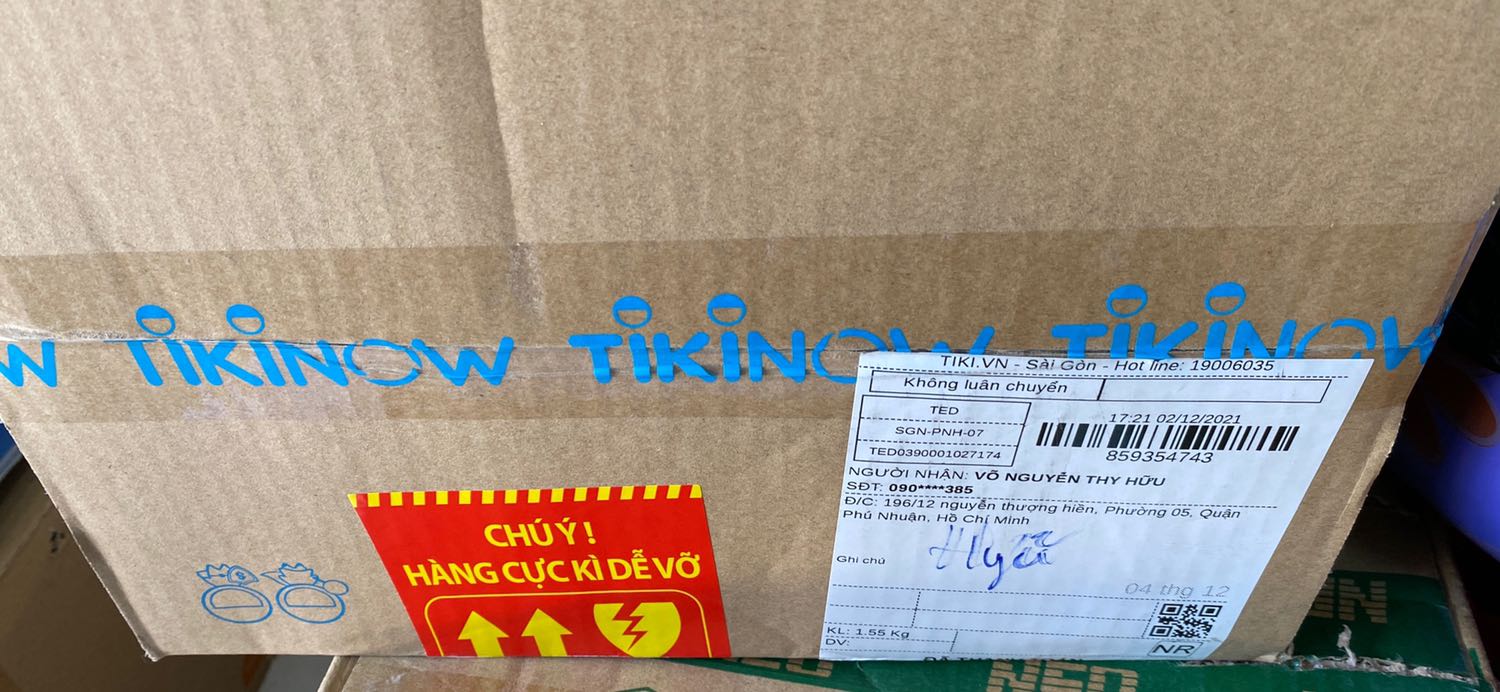 TIKINOW TIKINOW TIKINOW
TIKI.VN - Sài Gòn - Hot line: 19006035
Không luân chuyển
TED
SGN-PNH-07
TED0390001027174
17:21 02/12/2021
859354743
NGƯỜI NHẬN: VÕ NGUYỄN THY HỮU
SĐT: 090****385
Đ/C: 196/12 nguyễn thượng hiền, Phường 05, Quận
Phú Nhuận, Hồ Chí Minh
Ghi chú
04 thg 12
KL: 1.55 Kg
DV:
NR
CHÚ Ý !
HÀNG CỰC KÌ DỄ VỠ